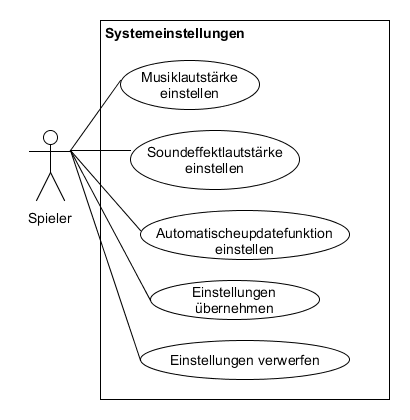 Systemeinstellungen
Musiklautstärke
einstellen
Soundeffektlautstärke
einstellen
Spieler
Automatischeupdatefunktion
einstellen
Einstellungen
übernehmen
Einstellungen verwerfen